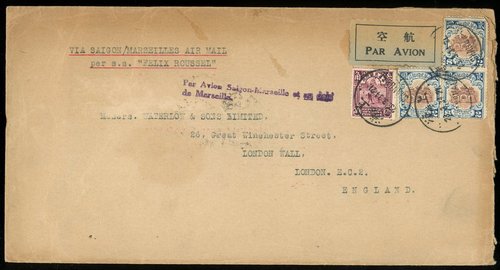 VIA SAIGON/MARSEILLES AIR MAIL
per s.s. "FELIX ROUSSEL"
空航
PAR AVION
Par Avion Saigon-Marseille et
de Marseille
Messrs. WATERLOW & SONS LIMITED,
26, Great Winchester Street,
LONDON WALL,
LONDON. E.C.2.
ENGLAND.